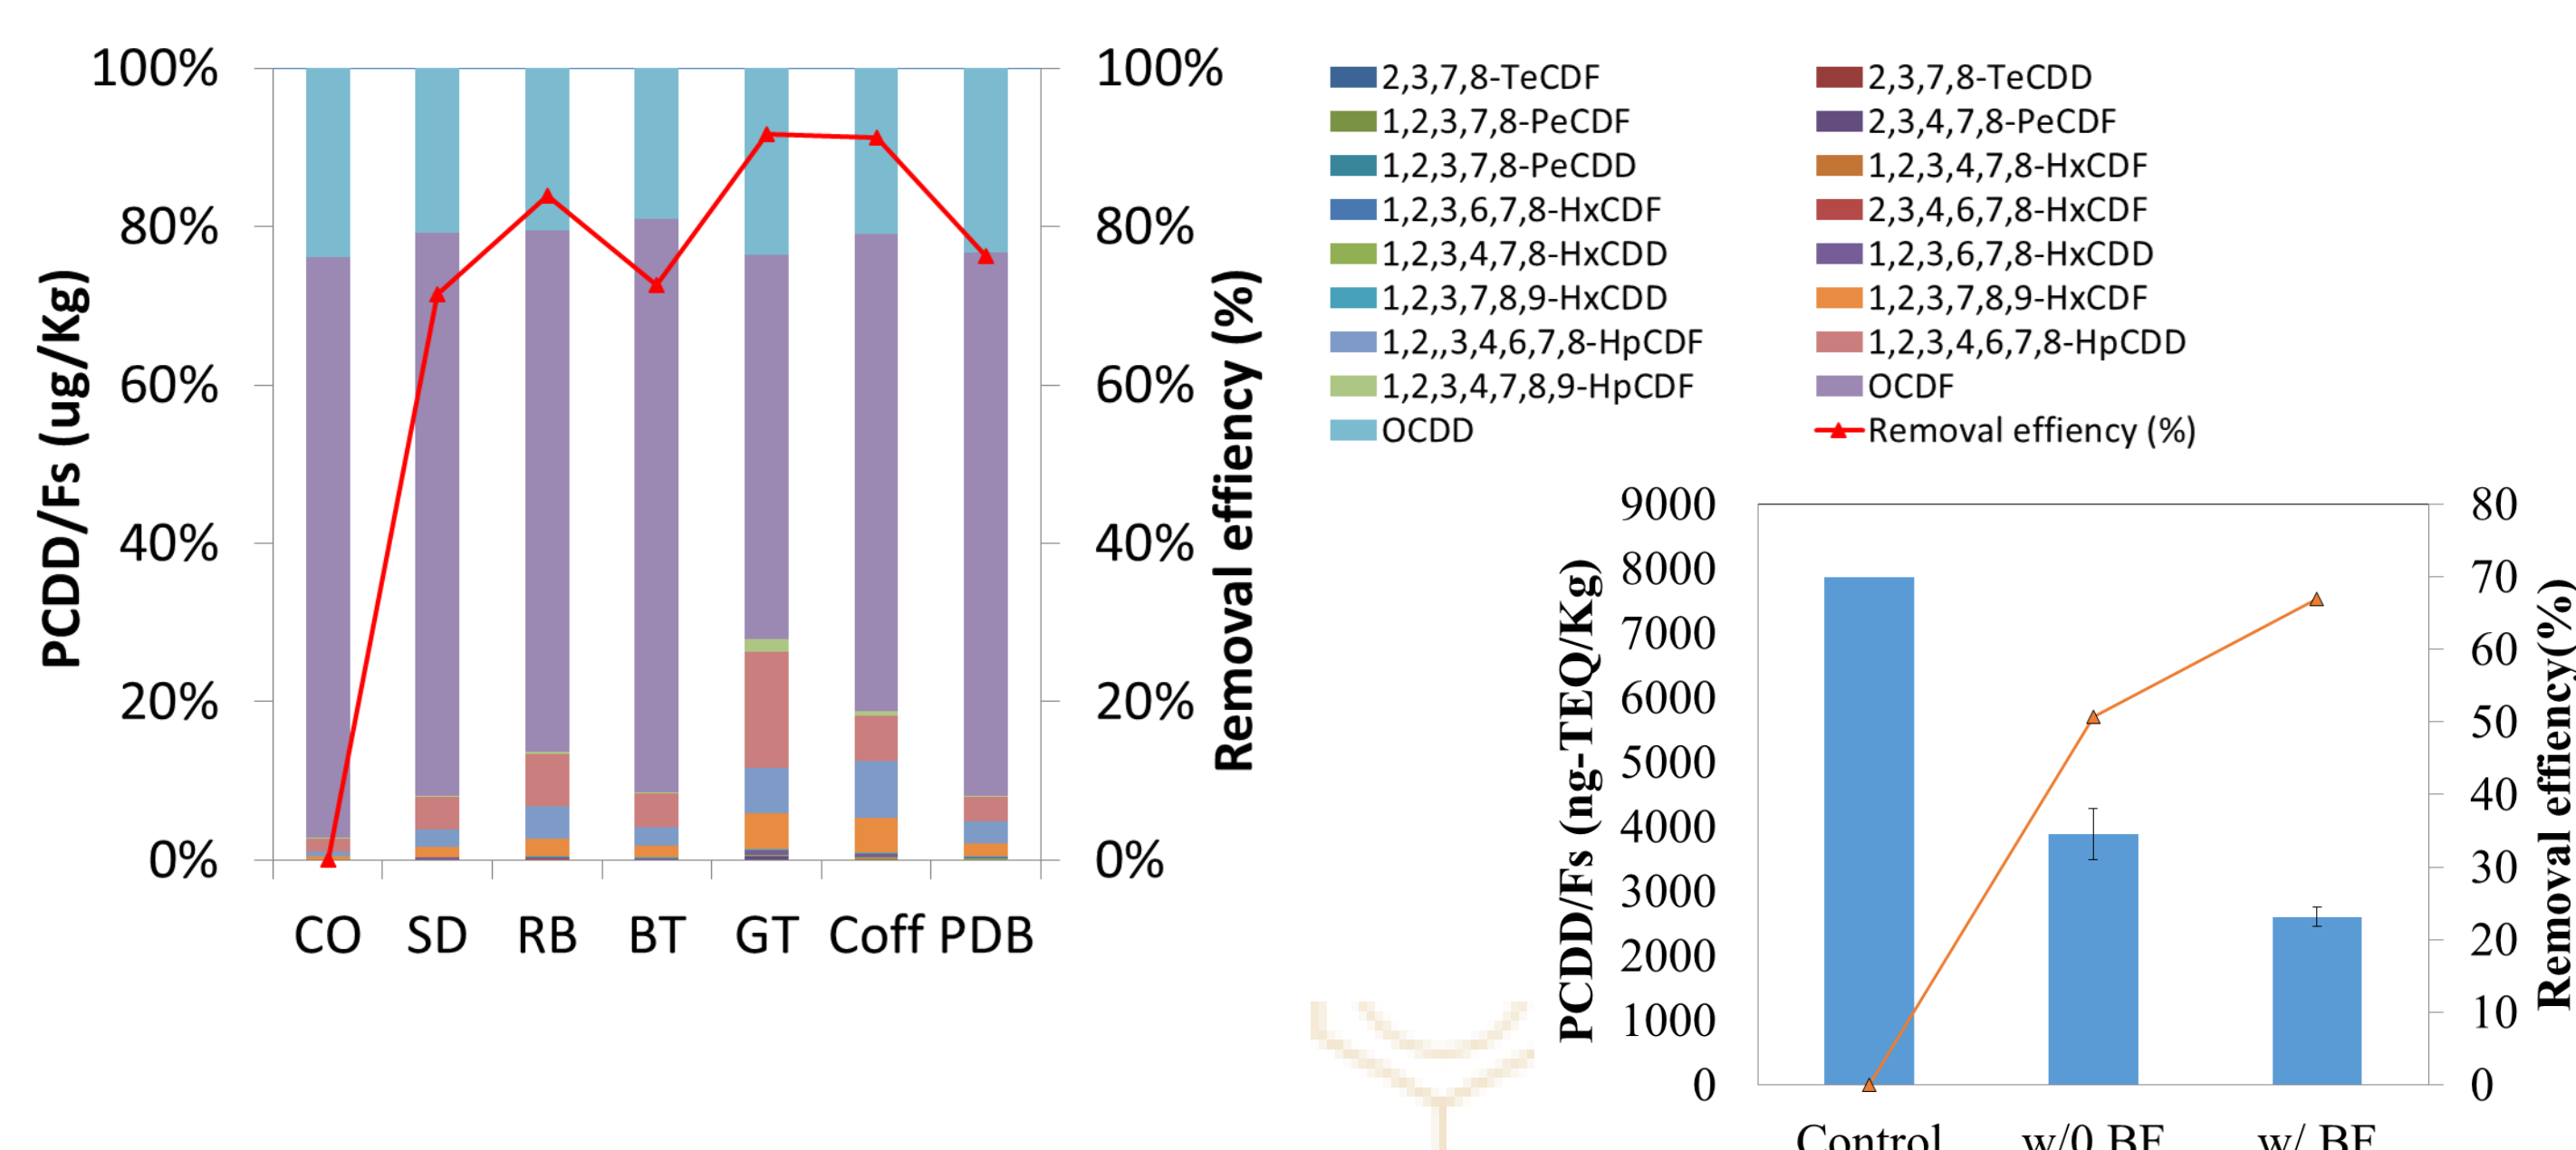 PCDD/Fs (ug/Kg)
100%
80%
60%
40%
20%
0%
CO SD RB BT GT Coff PDB
100%
80%
60%
40%
20%
0%
Removal effiency (%)
2,3,7,8-TeCDF 2,3,7,8-TeCDD
1,2,3,7,8-PeCDF 2,3,4,7,8-PeCDF
1,2,3,7,8-PeCDD 1,2,3,4,7,8-HxCDF
1,2,3,6,7,8-HxCDF 2,3,4,6,7,8-HxCDF
1,2,3,4,7,8-HxCDD 1,2,3,6,7,8-HxCDD
1,2,3,7,8,9-HxCDD 1,2,3,7,8,9-HxCDF
1,2,,3,4,6,7,8-HpCDF 1,2,3,4,6,7,8-HpCDD
1,2,3,4,7,8,9-HpCDF OCDF
OCDD Removal effiency (%)
PCDD/Fs (ng-TEQ/Kg)
9000
8000
7000
6000
5000
4000
3000
2000
1000
0
Control w/0 BF w/ BF
80
70
60
50
40
30
20
10
0
Removal effiency(%)